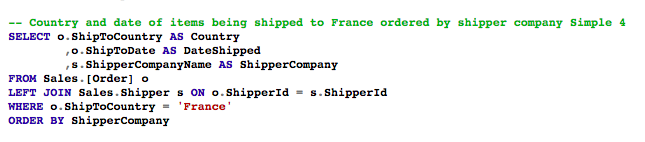 -- Country and date of items being shipped to France ordered by shipper company Simple 4
SELECT o.ShipToCountry AS Country
,o.ShipToDate AS DateShipped
,s.ShipperCompanyName AS ShipperCompany
FROM Sales.[Order] o
LEFT JOIN Sales.Shipper s ON o.ShipperId = s.ShipperId
WHERE o.ShipToCountry = 'France'
ORDER BY ShipperCompany